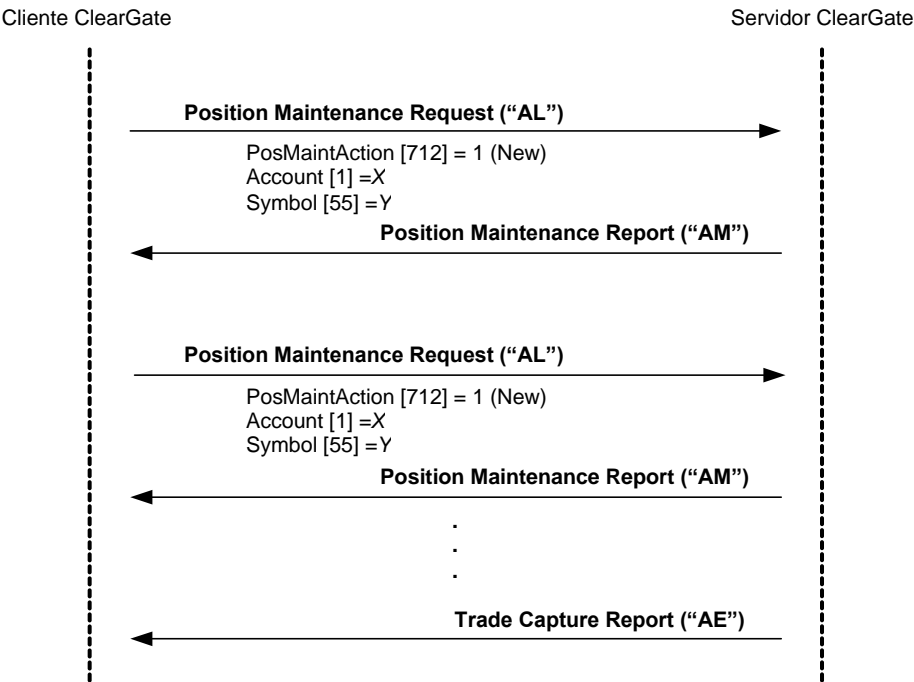 Cliente ClearGate
Servidor ClearGate
Position Maintenance Request (“AL”)
PosMaintAction [712] = 1 (New)
Account [1] =X
Symbol [55] =Y
Position Maintenance Report (“AM”)
Position Maintenance Request (“AL”)
PosMaintAction [712] = 1 (New)
Account [1] =X
Symbol [55] =Y
Position Maintenance Report (“AM”)
.
.
.
Trade Capture Report (“AE”)